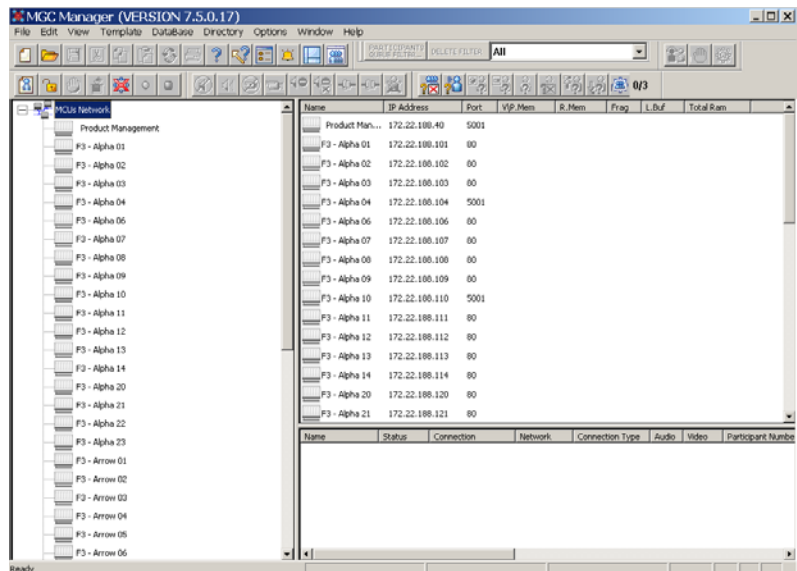 MGC Manager (VERSION 7.5.0.17)
File Edit View Template DataBase Directory Options Window Help
PARTICIPANTS
QUEUE FILTER... DELETE FILTER All
0/3
MCUs Network
Product Management
F3 - Alpha 01
F3 - Alpha 02
F3 - Alpha 03
F3 - Alpha 04
F3 - Alpha 06
F3 - Alpha 07
F3 - Alpha 08
F3 - Alpha 09
F3 - Alpha 10
F3 - Alpha 11
F3 - Alpha 12
F3 - Alpha 13
F3 - Alpha 14
F3 - Alpha 20
F3 - Alpha 21
F3 - Alpha 22
F3 - Alpha 23
F3 - Arrow 01
F3 - Arrow 02
F3 - Arrow 03
F3 - Arrow 04
F3 - Arrow 05
F3 - Arrow 06
Name IP Address Port V\P.Mem R.Mem Frag L.Buf Total Ram
Product Man... 172.22.188.40 5001
F3 - Alpha 01 172.22.188.101 80
F3 - Alpha 02 172.22.188.102 80
F3 - Alpha 03 172.22.188.103 80
F3 - Alpha 04 172.22.188.104 5001
F3 - Alpha 06 172.22.188.106 80
F3 - Alpha 07 172.22.188.107 80
F3 - Alpha 08 172.22.188.108 80
F3 - Alpha 09 172.22.188.109 80
F3 - Alpha 10 172.22.188.110 5001
F3 - Alpha 11 172.22.188.111 80
F3 - Alpha 12 172.22.188.112 80
F3 - Alpha 13 172.22.188.113 80
F3 - Alpha 14 172.22.188.114 80
F3 - Alpha 20 172.22.188.120 80
F3 - Alpha 21 172.22.188.121 80
Name Status Connection Network Connection Type Audio Video Participant Numbe
Ready